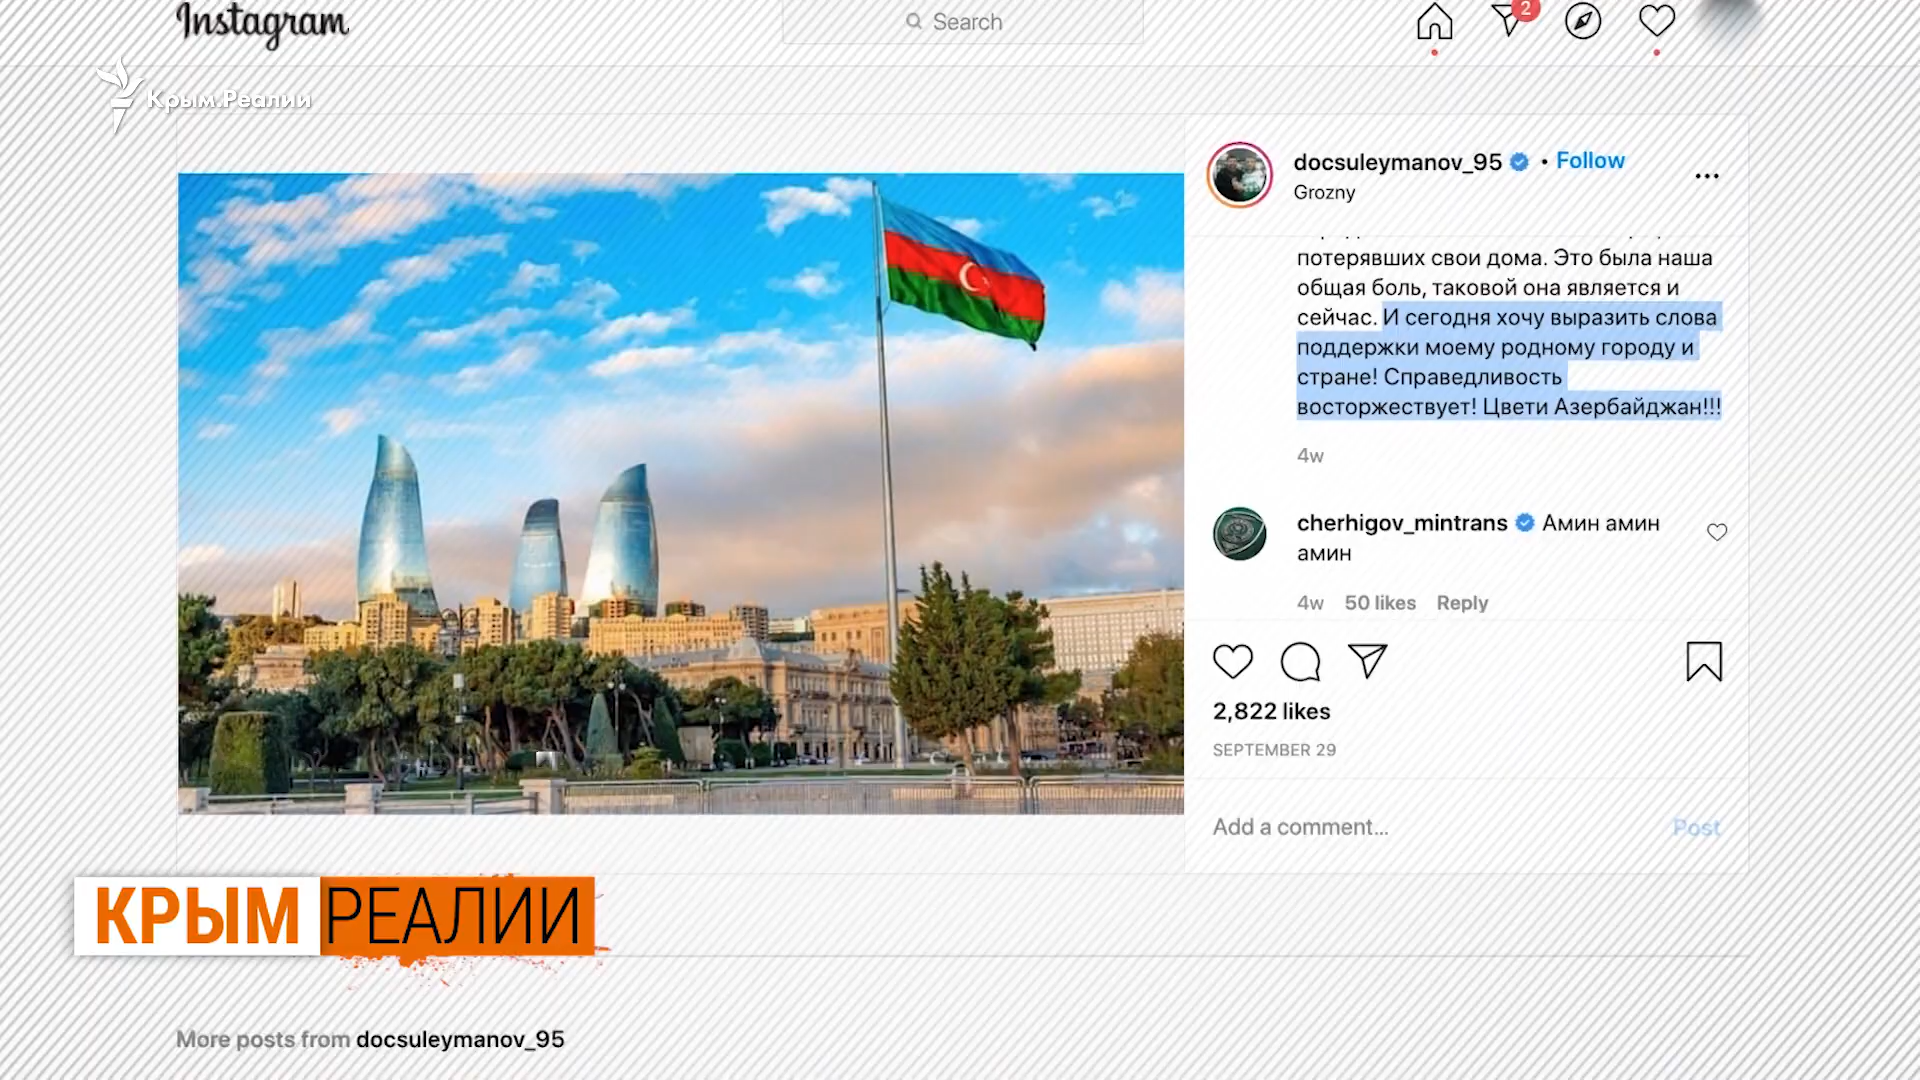 Instagram
Search
2
Крым.Реалии
docsuleymanov_95 • Follow
Grozny
потерявших свои дома. Это была наша
общая боль, таковой она является и
сейчас. И сегодня хочу выразить слова
поддержки моему родному городу и
стране! Справедливость
восторжествует! Цвети Азербайджан!!!
4w
cherhigov_mintrans Амин амин
амин
4w 50 likes Reply
2,822 likes
SEPTEMBER 29
Add a comment... Post
КРЫМ РЕАЛИИ
More posts from docsuleymanov_95